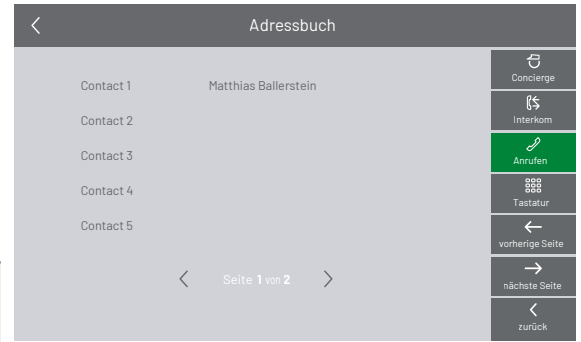 Adressbuch
Contact 1 Matthias Ballerstein
Contact 2
Contact 3
Contact 4
Contact 5
Seite 1 von 2
Concierge
Interkom
Anrufen
Tastatur
vorherige Seite
nächste Seite
zurück